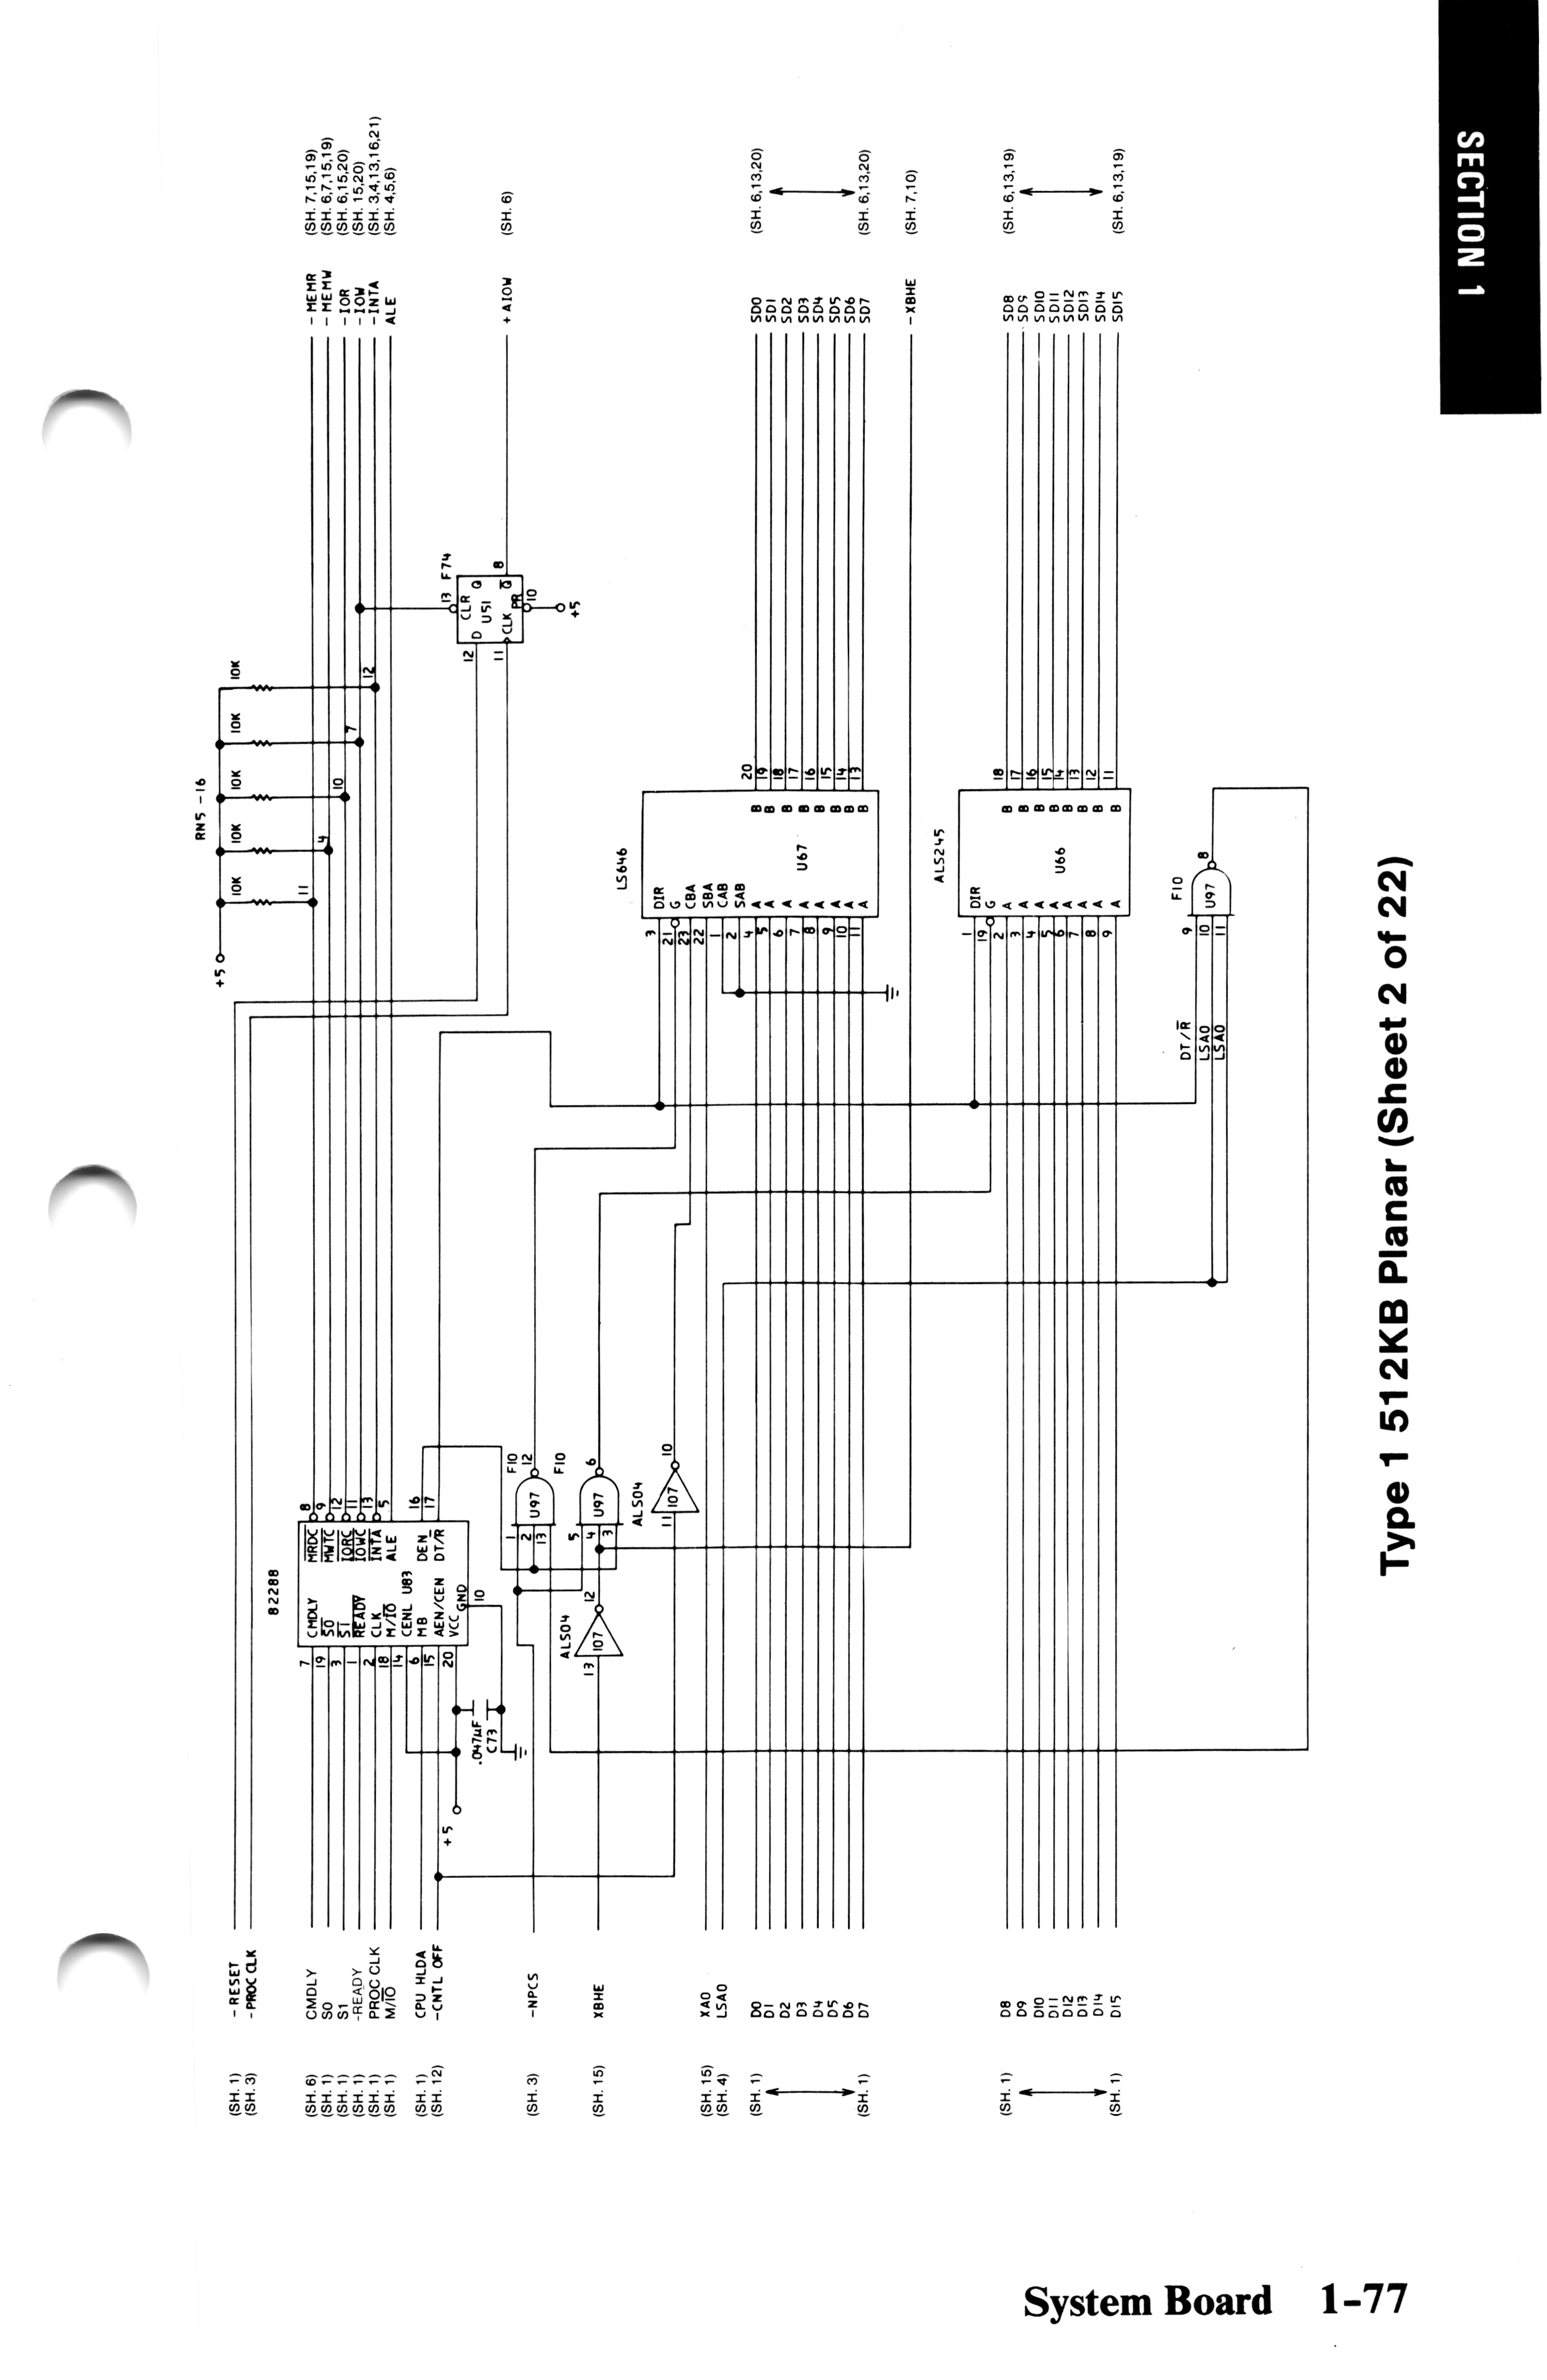 SECTION 1
(SH. 1) - RESET
(SH. 3) - PROC CLK
(SH. 6) CMDLY
(SH. 1) S0
(SH. 1) S1
(SH. 1) -READY
(SH. 1) PROC CLK
(SH. 1) M/IO
(SH. 1) CPU HLDA
(SH. 12) -CNTL OFF
(SH. 3) -NPCS
(SH. 15) XBHE
(SH. 15) XA0
(SH. 4) LSA0
(SH. 1) D0
D1
D2
D3
D4
D5
D6
(SH. 1) D7
(SH. 1) D8
D9
D10
D11
D12
D13
D14
(SH. 1) D15
82288
7 CMDLY MRDC 8
19 S0 MWTC 9
3 S1 IORC 12
1 READY IOWC 11
2 CLK INTA 13
18 M/IO ALE 5
14 CENL U83
6 MB DEN 16
15 AEN/CEN DT/R 17
20 VCC GND 10
+5
.047µF
C73
F10
1
2
13
U97
12
F10
5
4
3
U97
6
ALS04
13
107
12
ALS04
11
107
10
RN5 -16
+5
10K 11
10K 4
10K 10
10K 7
10K 12
F74
13
CLR
12 D Q
U51
11 CLK Q 8
PR
10
+5
LS646
3 DIR
21 G
23 CBA
22 SBA
1 CAB
2 SAB
4 A B 20
5 A B 19
6 A B 18
7 A B 17
8 A B 16
9 A B 15
10 A B 14
11 A B 13
U67
ALS245
1 DIR
19 G
2 A B 18
3 A B 17
4 A B 16
5 A B 15
6 A B 14
7 A B 13
8 A B 12
9 A B 11
U66
F10
DT/R 9
LSA0 10
LSA0 11
U97
8
- MEMR (SH. 7,15,19)
- MEMW (SH. 6,7,15,19)
- IOR (SH. 6,15,20)
- IOW (SH. 15,20)
- INTA (SH. 3,4,13,16,21)
ALE (SH. 4,5,6)
+ AIOW (SH. 6)
SD0 (SH. 6,13,20)
SD1
SD2
SD3
SD4
SD5
SD6
SD7 (SH. 6,13,20)
- XBHE (SH. 7,10)
SD8 (SH. 6,13,19)
SD9
SD10
SD11
SD12
SD13
SD14
SD15 (SH. 6,13,19)
Type 1 512KB Planar (Sheet 2 of 22)
System Board 1-77